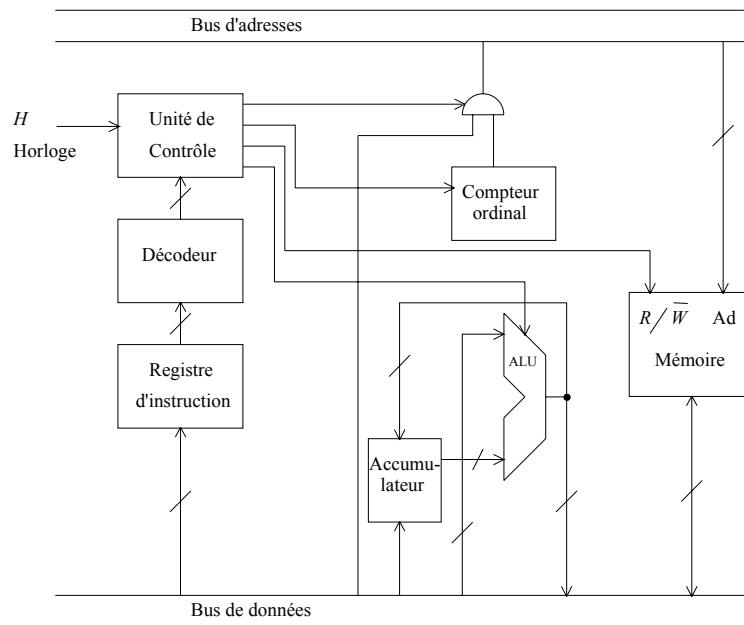 Bus d'adresses
H
Horloge
Unité de
Contrôle
Compteur
ordinal
Décodeur
R/W̅ Ad
Mémoire
ALU
Registre
d'instruction
Accumu-
lateur
Bus de données